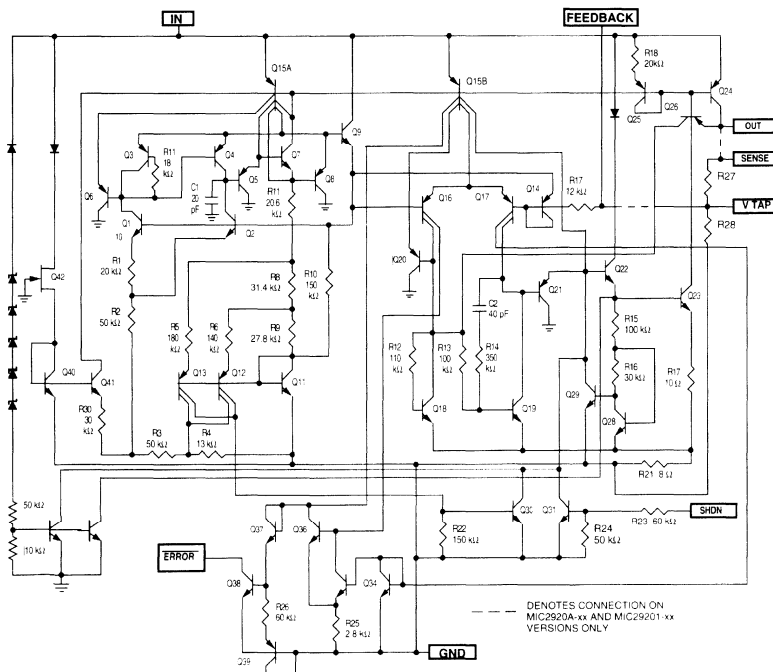 IN
FEEDBACK
R18
20kΩ
Q15A
Q15B
Q24
Q25
Q26
Q9
OUT
SENSE
Q3
R11
18
kΩ
Q4
Q5
Q7
Q8
Q6
C1
20
pF
R11
20.6
kΩ
Q16
Q17
Q14
R17
12 kΩ
R27
V TAP
R28
Q1
10
Q2
Q20
Q42
R1
20 kΩ
R2
50 kΩ
R8
31.4 kΩ
R10
150
kΩ
Q21
Q22
Q23
C2
40 pF
R5
180
kΩ
R6
140
kΩ
R9
27.8 kΩ
R12
110
kΩ
R13
100
kΩ
R14
350
kΩ
R15
100 kΩ
R16
30 kΩ
R17
10 Ω
Q40
Q41
Q13
Q12
Q11
Q18
Q19
Q29
Q28
R30
30
kΩ
R3
50 kΩ
R4
13 kΩ
R21 8 Ω
50 kΩ
10 kΩ
Q37
Q36
R22
150 kΩ
Q30
Q31
R24
50 kΩ
R23 60 kΩ
SHDN
ERROR
Q38
Q34
R26
60 kΩ
R25
2.8 kΩ
Q39
GND
DENOTES CONNECTION ON
MIC2920A-xx AND MIC29201-xx
VERSIONS ONLY